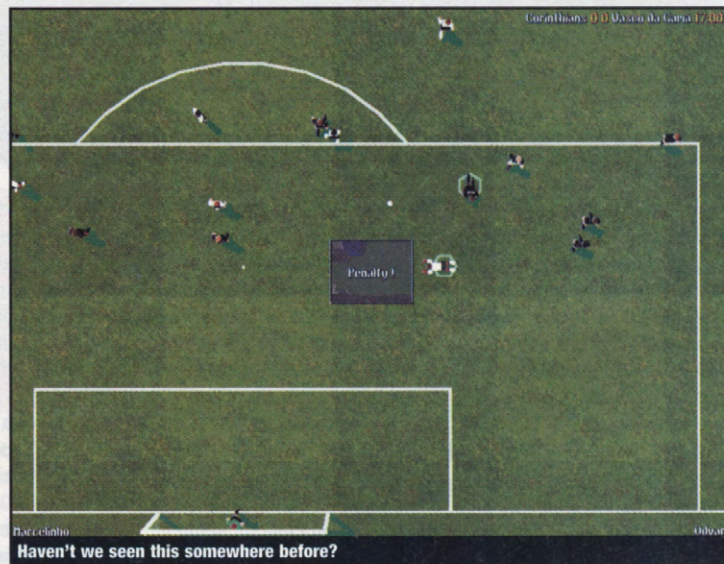 Corinthians 0 0 Vasco da Gama 17:00
Penalty!
Marcelinho Odvan
Haven't we seen this somewhere before?